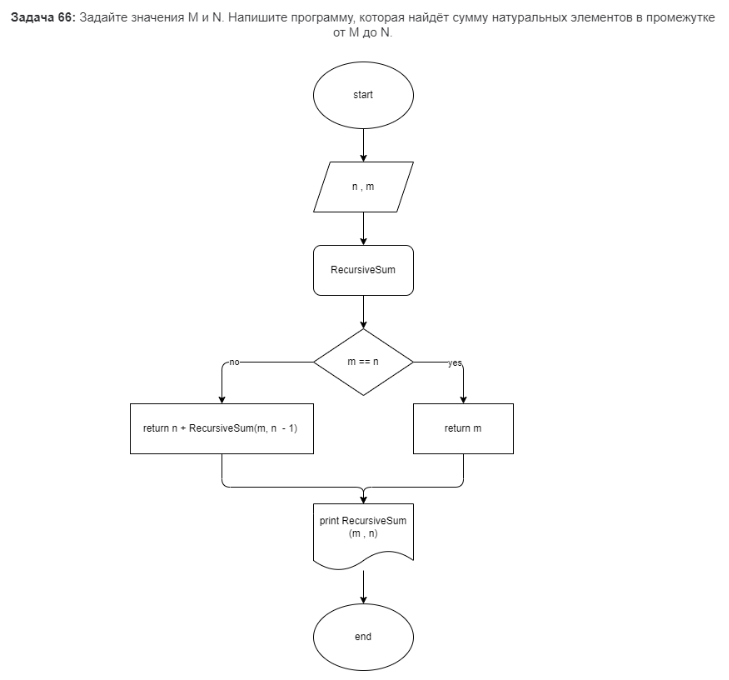 Задача 66: Задайте значения M и N. Напишите программу, которая найдёт сумму натуральных элементов в промежутке
от M до N.
start
n , m
RecursiveSum
m == n
no
yes
return n + RecursiveSum(m, n - 1)
return m
print RecursiveSum
(m , n)
end